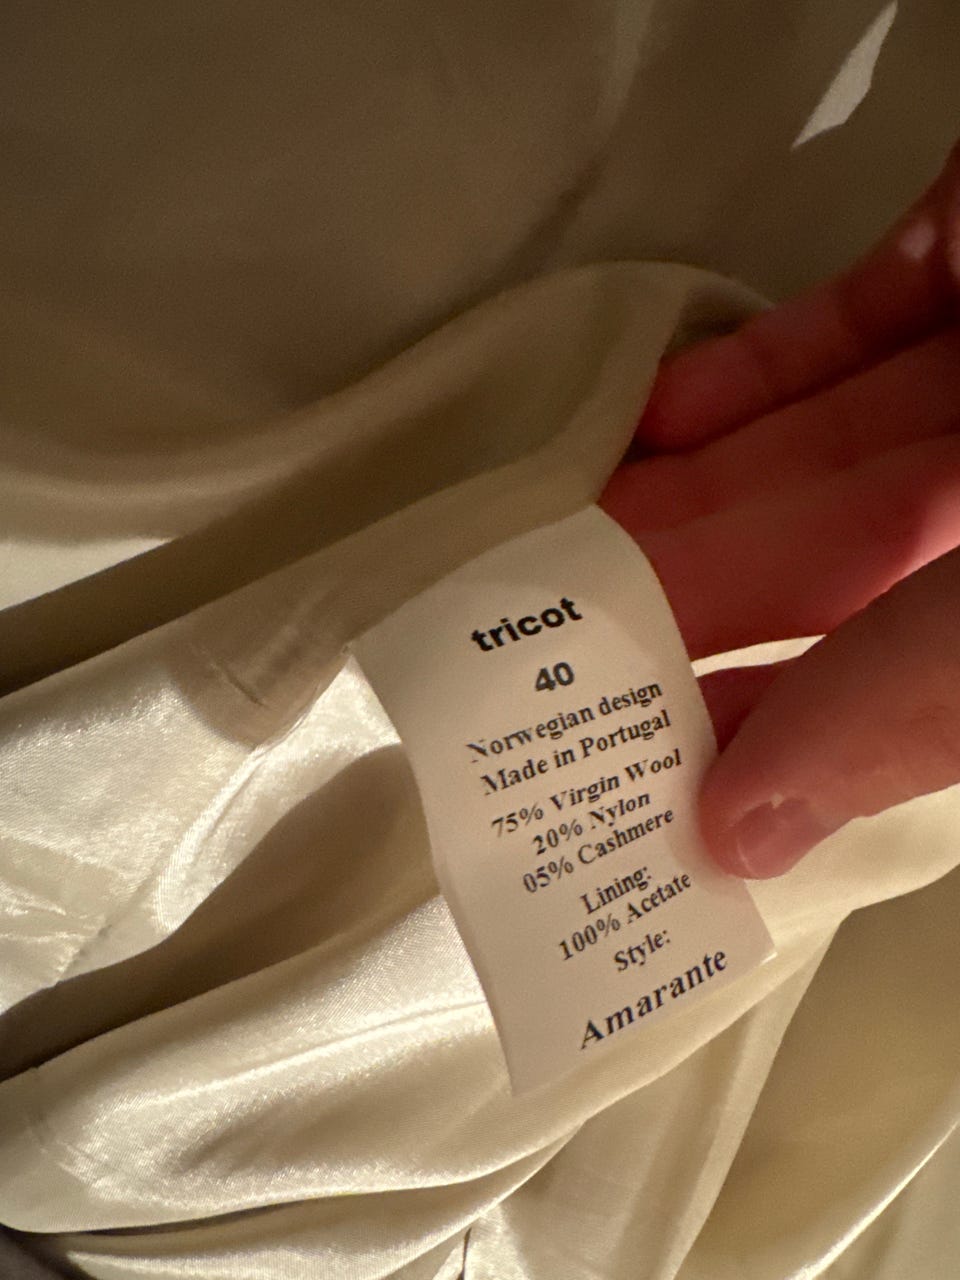 tricot
40
Norwegian design
Made in Portugal
75% Virgin Wool
20% Nylon
05% Cashmere
Lining:
100% Acetate
Style:
Amarante